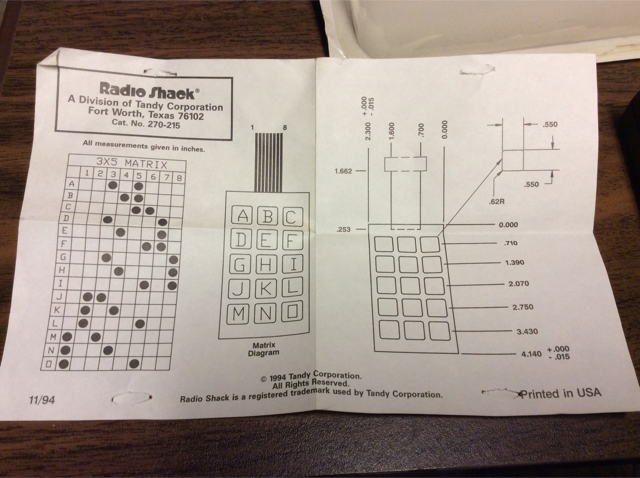 Radio Shack®
A Division of Tandy Corporation
Fort Worth, Texas 76102
Cat. No. 270-215
All measurements given in inches.
3X5 MATRIX
1 2 3 4 5 6 7 8
A
B
C
D
E
F
G
H
I
J
K
L
M
N
O
1 8
A B C
D E F
G H I
J K L
M N O
Matrix
Diagram
+.000
-.015
2.300
1.600
.700
0.000
1.662
.253
.550
.550
.62R
0.000
.710
1.390
2.070
2.750
3.430
4.140 +.000
-.015
© 1994 Tandy Corporation.
All Rights Reserved.
Radio Shack is a registered trademark used by Tandy Corporation.
11/94
Printed in USA